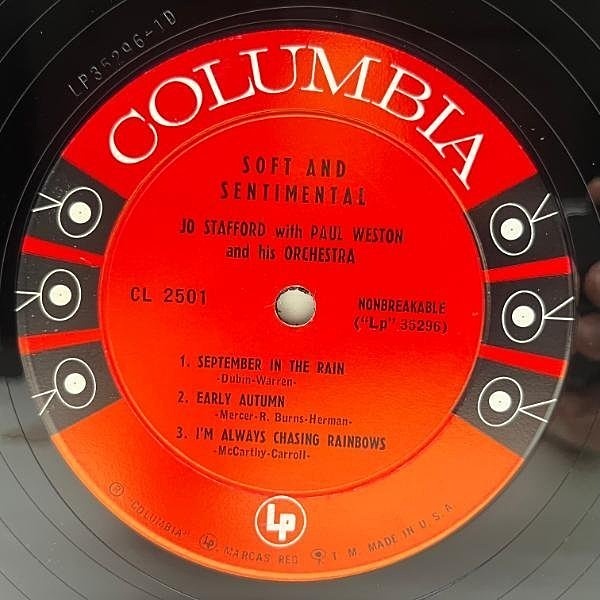 LP35296-1D
COLUMBIA
SOFT AND
SENTIMENTAL
JO STAFFORD with PAUL WESTON
and his ORCHESTRA
CL 2501
NONBREAKABLE
("Lp" 35296)
1. SEPTEMBER IN THE RAIN
-Dubin-Warren-
2. EARLY AUTUMN
-Mercer-R. Burns-Herman-
3. I'M ALWAYS CHASING RAINBOWS
-McCarthy-Carroll-
Lp
® "COLUMBIA" Lp MARCAS REG. T M. MADE IN U.S.A